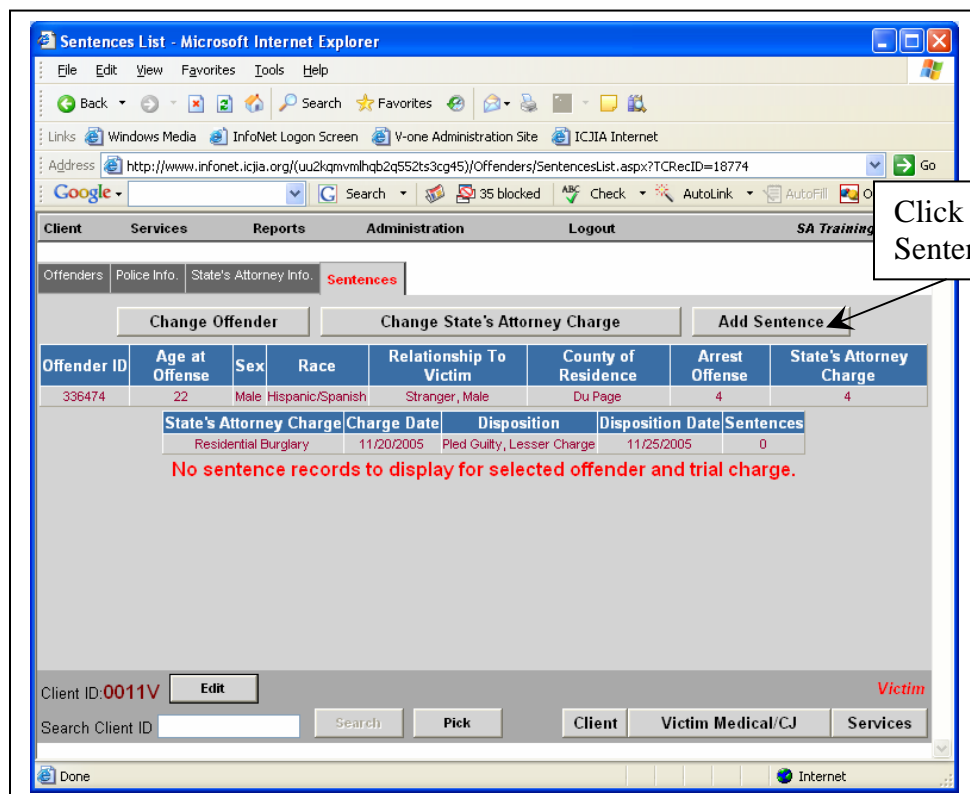 Sentences List - Microsoft Internet Explorer
File Edit View Favorites Tools Help
Back Search Favorites
Links Windows Media InfoNet Logon Screen V-one Administration Site ICJIA Internet
Address http://www.infonet.icjia.org/(uu2kqmvmlhqb2q552ts3cg45)/Offenders/SentencesList.aspx?TCRecID=18774 Go
Google Search 35 blocked ABC Check AutoLink AutoFill O
Click
Senten
Client Services Reports Administration Logout SA Training
Offenders Police Info. State's Attorney Info. Sentences
Change Offender Change State's Attorney Charge Add Sentence
Offender ID Age at Offense Sex Race Relationship To Victim County of Residence Arrest Offense State's Attorney Charge
336474 22 Male Hispanic/Spanish Stranger, Male Du Page 4 4
State's Attorney Charge Charge Date Disposition Disposition Date Sentences
Residential Burglary 11/20/2005 Pled Guilty, Lesser Charge 11/25/2005 0
No sentence records to display for selected offender and trial charge.
Client ID:0011V Edit Victim
Search Client ID Search Pick Client Victim Medical/CJ Services
Done Internet